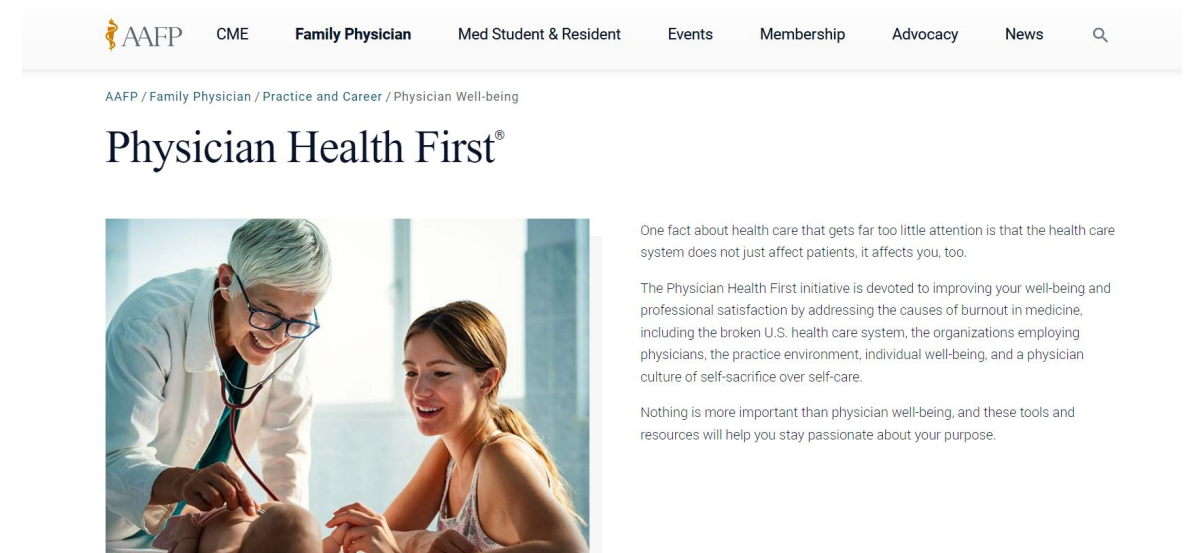 AAFP CME Family Physician Med Student & Resident Events Membership Advocacy News
AAFP / Family Physician / Practice and Career / Physician Well-being
Physician Health First®
One fact about health care that gets far too little attention is that the health care
system does not just affect patients, it affects you, too.
The Physician Health First initiative is devoted to improving your well-being and
professional satisfaction by addressing the causes of burnout in medicine,
including the broken U.S. health care system, the organizations employing
physicians, the practice environment, individual well-being, and a physician
culture of self-sacrifice over self-care.
Nothing is more important than physician well-being, and these tools and
resources will help you stay passionate about your purpose.